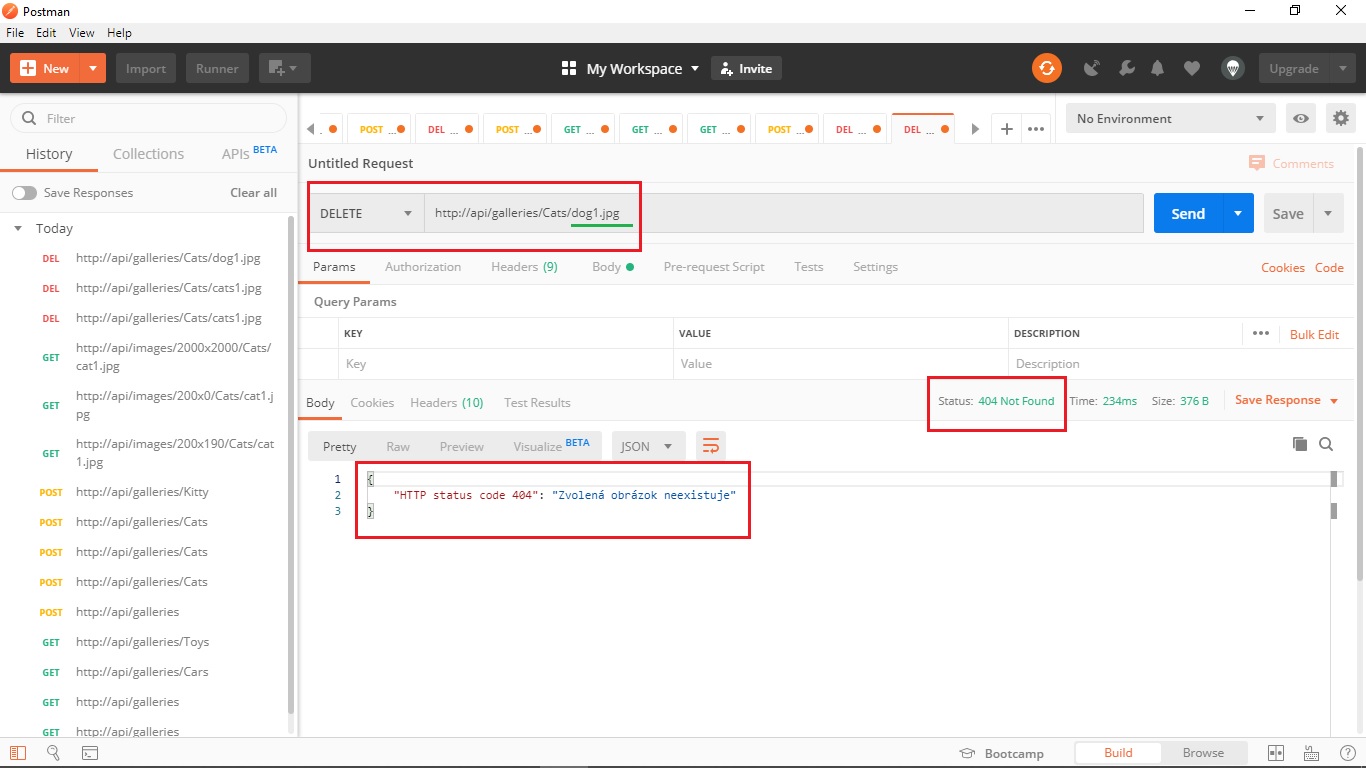 Postman
File Edit View Help
New Import Runner My Workspace Invite Upgrade
Filter
History Collections APIs BETA
Save Responses Clear all
Today
DEL http://api/galleries/Cats/dog1.jpg
DEL http://api/galleries/Cats/cats1.jpg
DEL http://api/galleries/Cats/cats1.jpg
GET http://api/images/2000x2000/Cats/
cat1.jpg
GET http://api/images/200x0/Cats/cat1.j
pg
GET http://api/images/200x190/Cats/cat
1.jpg
POST http://api/galleries/Kitty
POST http://api/galleries/Cats
POST http://api/galleries/Cats
POST http://api/galleries/Cats
POST http://api/galleries
GET http://api/galleries/Toys
GET http://api/galleries/Cars
GET http://api/galleries
GET http://api/galleries
. POST ... DEL ... POST ... GET ... GET ... GET ... POST ... DEL ... DEL ...
No Environment
Untitled Request Comments
DELETE http://api/galleries/Cats/dog1.jpg Send Save
Params Authorization Headers (9) Body Pre-request Script Tests Settings Cookies Code
Query Params
KEY VALUE DESCRIPTION ••• Bulk Edit
Key Value Description
Body Cookies Headers (10) Test Results Status: 404 Not Found Time: 234ms Size: 376 B Save Response
Pretty Raw Preview Visualize BETA JSON
1 {
2 "HTTP status code 404": "Zvolená obrázok neexistuje"
3 }
Bootcamp Build Browse